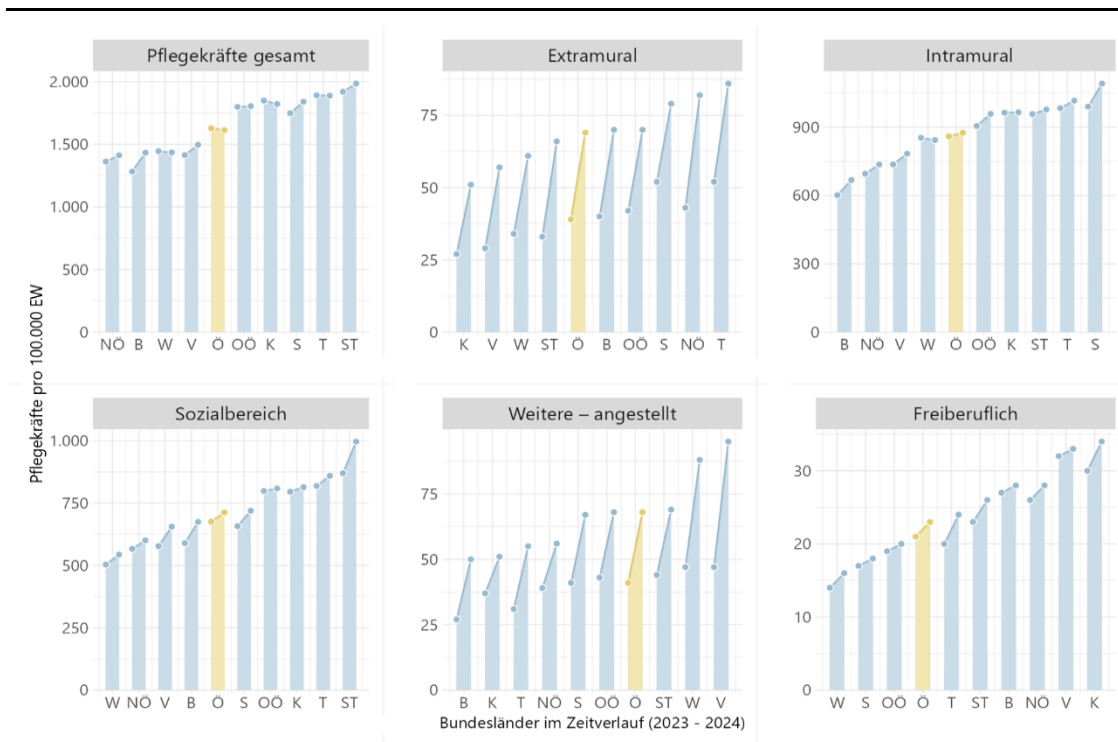 Pflegekräfte gesamt
2.000
1.500
1.000
500
0
NÖ B W V Ö OÖ K S T ST
Extramural
75
50
25
0
K V W ST Ö B OÖ S NÖ T
Intramural
900
600
300
0
B NÖ V W Ö OÖ K ST T S
Pflegekräfte pro 100.000 EW
Sozialbereich
1.000
750
500
250
0
W NÖ V B Ö S OÖ K T ST
Weitere – angestellt
75
50
25
0
B K T NÖ S OÖ Ö ST W V
Freiberuflich
30
20
10
0
W S OÖ Ö T ST B NÖ V K
Bundesländer im Zeitverlauf (2023 - 2024)